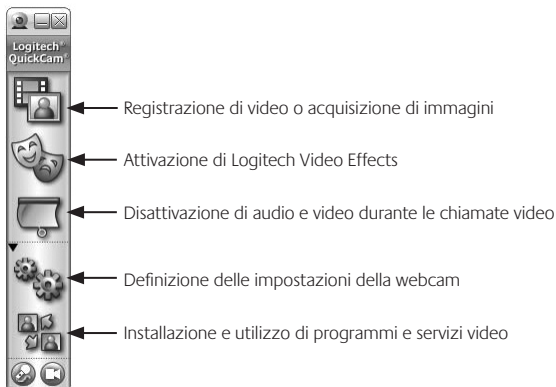 Logitech®
QuickCam®
Registrazione di video o acquisizione di immagini
Attivazione di Logitech Video Effects
Disattivazione di audio e video durante le chiamate video
Definizione delle impostazioni della webcam
Installazione e utilizzo di programmi e servizi video